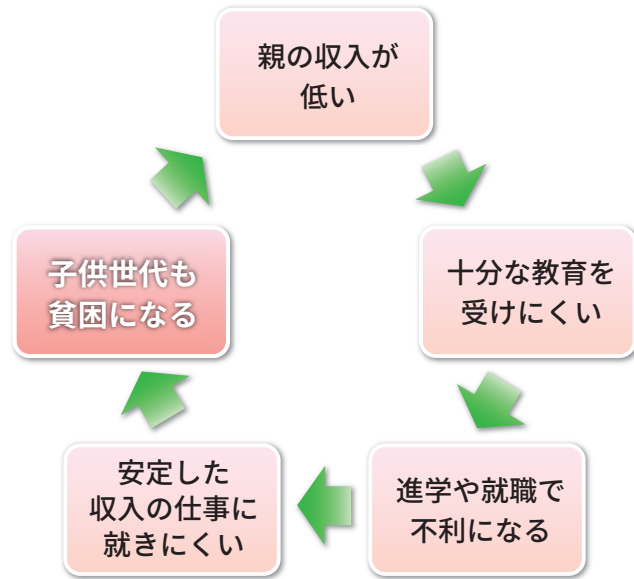 親の収入が
低い
十分な教育を
受けにくい
進学や就職で
不利になる
安定した
収入の仕事に
就きにくい
子供世代も
貧困になる